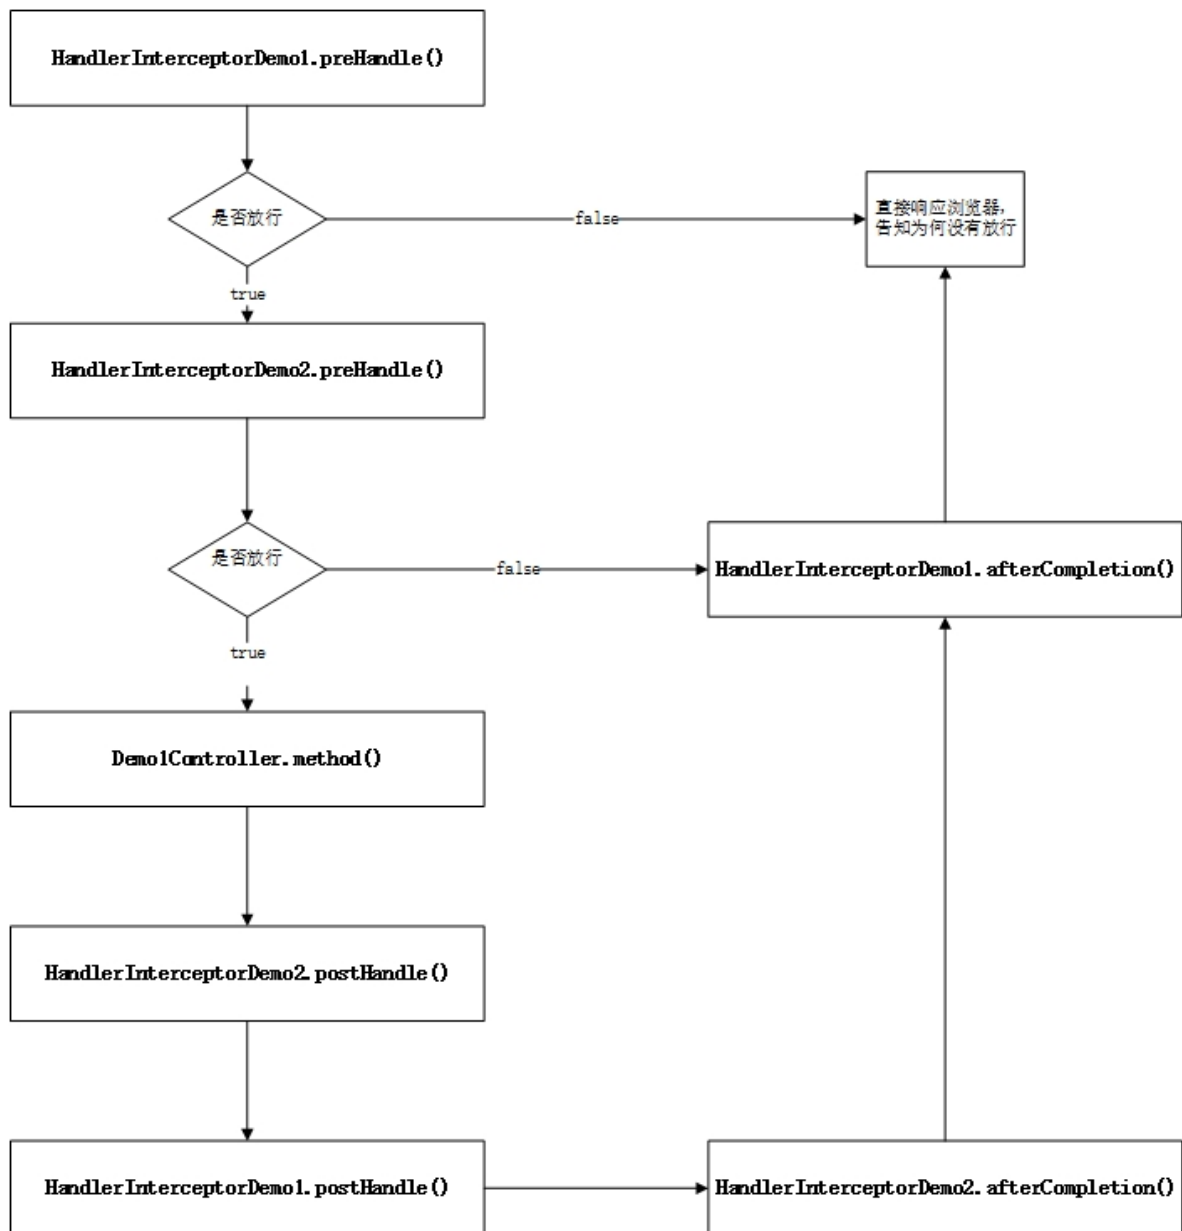 HandlerInterceptorDemo1.preHandle()
是否放行
false
直接响应浏览器，
告知为何没有放行
true
HandlerInterceptorDemo2.preHandle()
是否放行
false
HandlerInterceptorDemo1.afterCompletion()
true
Demo1Controller.method()
HandlerInterceptorDemo2.postHandle()
HandlerInterceptorDemo1.postHandle()
HandlerInterceptorDemo2.afterCompletion()